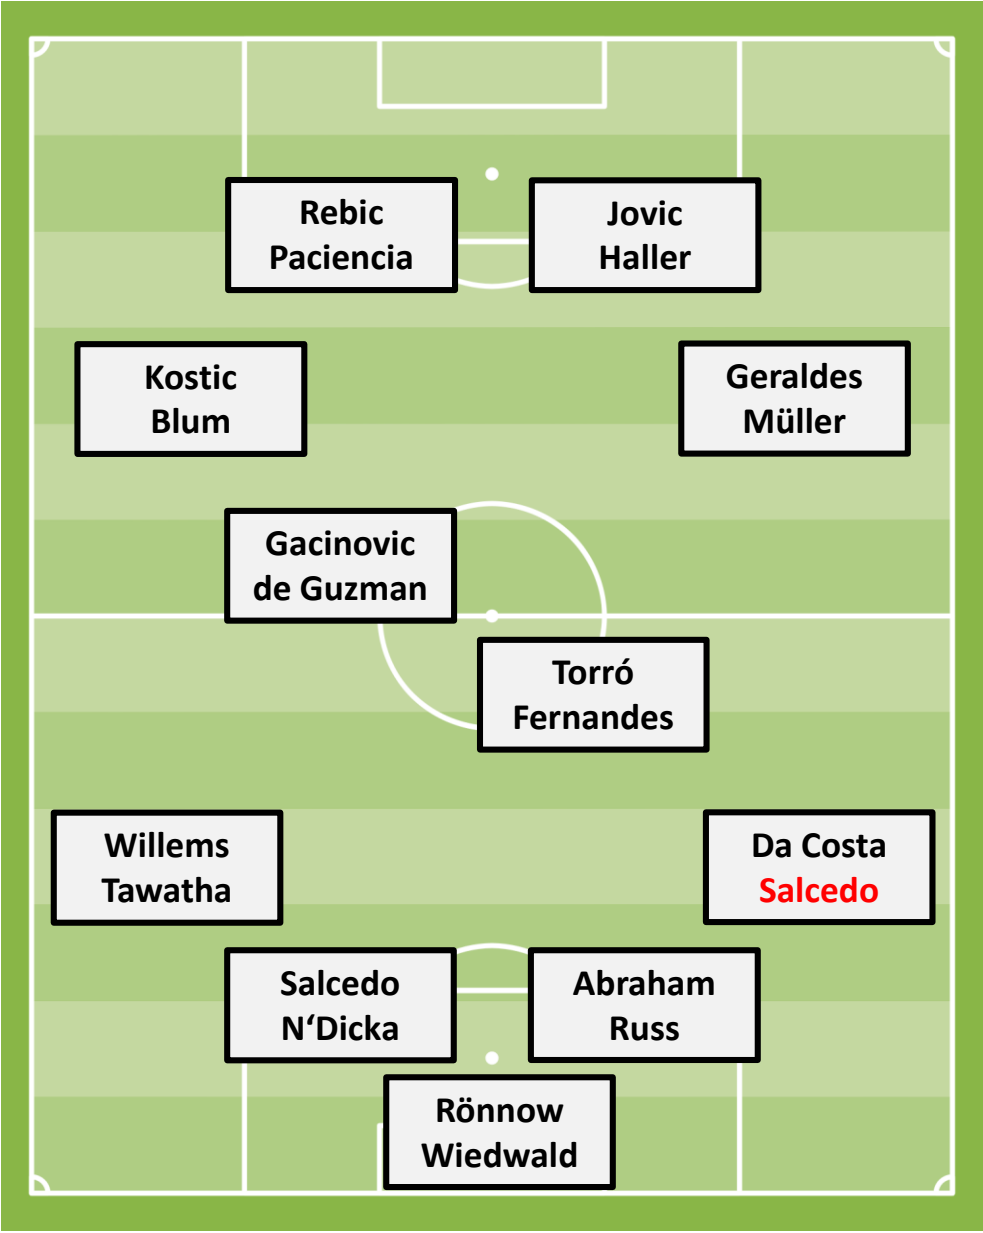 Rebic
Paciencia
Jovic
Haller
Kostic
Blum
Geraldes
Müller
Gacinovic
de Guzman
Torró
Fernandes
Willems
Tawatha
Da Costa
Salcedo
Salcedo
N‘Dicka
Abraham
Russ
Rönnow
Wiedwald